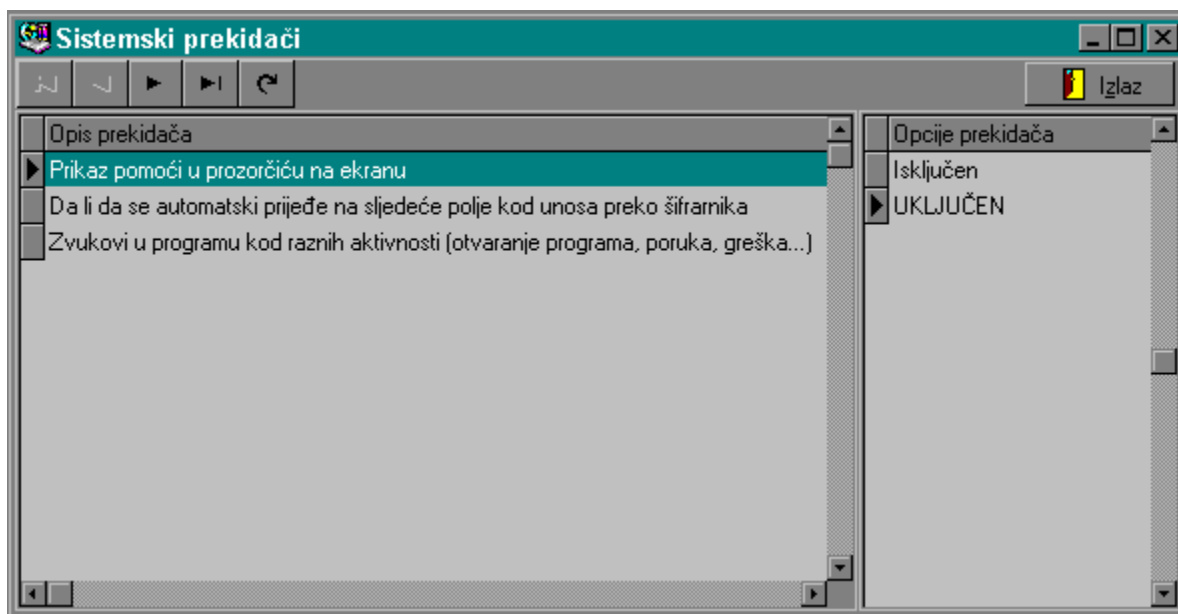 Sistemski prekidači
Izlaz
Opis prekidača
Prikaz pomoći u prozorčiću na ekranu
Da li da se automatski prijeđe na sljedeće polje kod unosa preko šifrarnika
Zvukovi u programu kod raznih aktivnosti (otvaranje programa, poruka, greška...)
Opcije prekidača
Isključen
UKLJUČEN